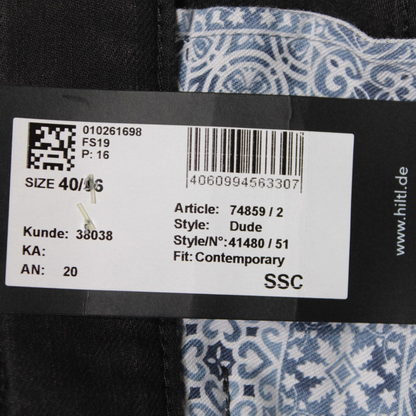 010261698
FS19
P: 16
4060994563307
SIZE 40/
Article: 74859 / 2
Style: Dude
Kunde: 38038
Style/N°: 41480 / 51
KA:
Fit: Contemporary
AN: 20
SSC
www.hiltl.de